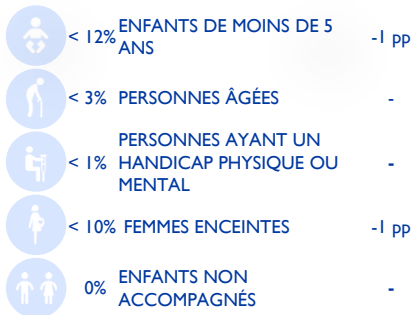 < 12% ENFANTS DE MOINS DE 5 -1 pp
ANS
< 3% PERSONNES ÂGÉES -
PERSONNES AYANT UN
< 1% HANDICAP PHYSIQUE OU -
MENTAL
< 10% FEMMES ENCEINTES -1 pp
0% ENFANTS NON -
ACCOMPAGNÉS